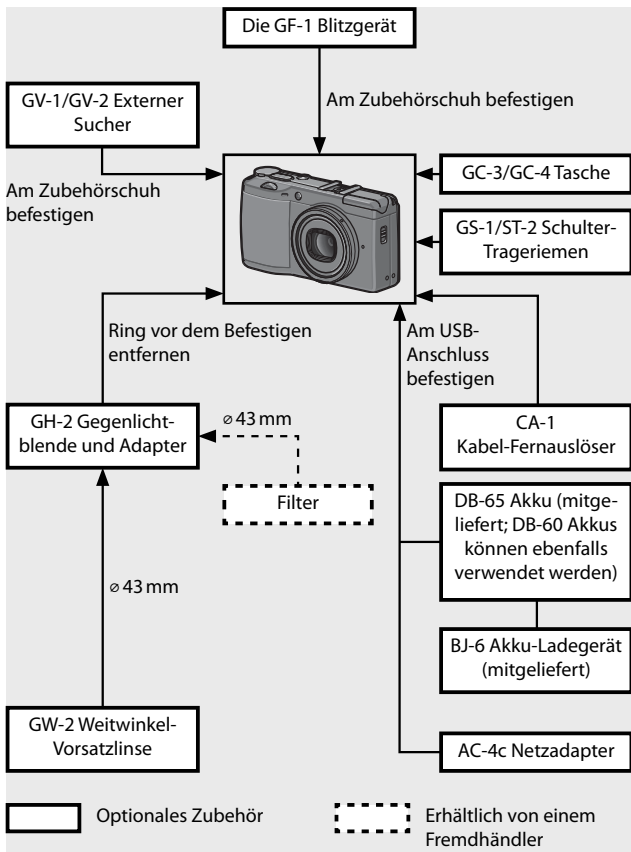 Die GF-1 Blitzgerät
Am Zubehörschuh befestigen
GV-1/GV-2 Externer
Sucher
Am Zubehörschuh
befestigen
GC-3/GC-4 Tasche
GS-1/ST-2 Schulter-
Trageriemen
Ring vor dem Befestigen
entfernen
Am USB-
Anschluss
befestigen
GH-2 Gegenlicht-
blende und Adapter
⌀ 43 mm
Filter
CA-1
Kabel-Fernauslöser
DB-65 Akku (mitge-
liefert; DB-60 Akkus
können ebenfalls
verwendet werden)
⌀ 43 mm
BJ-6 Akku-Ladegerät
(mitgeliefert)
GW-2 Weitwinkel-
Vorsatzlinse
AC-4c Netzadapter
Optionales Zubehör
Erhältlich von einem
Fremdhändler